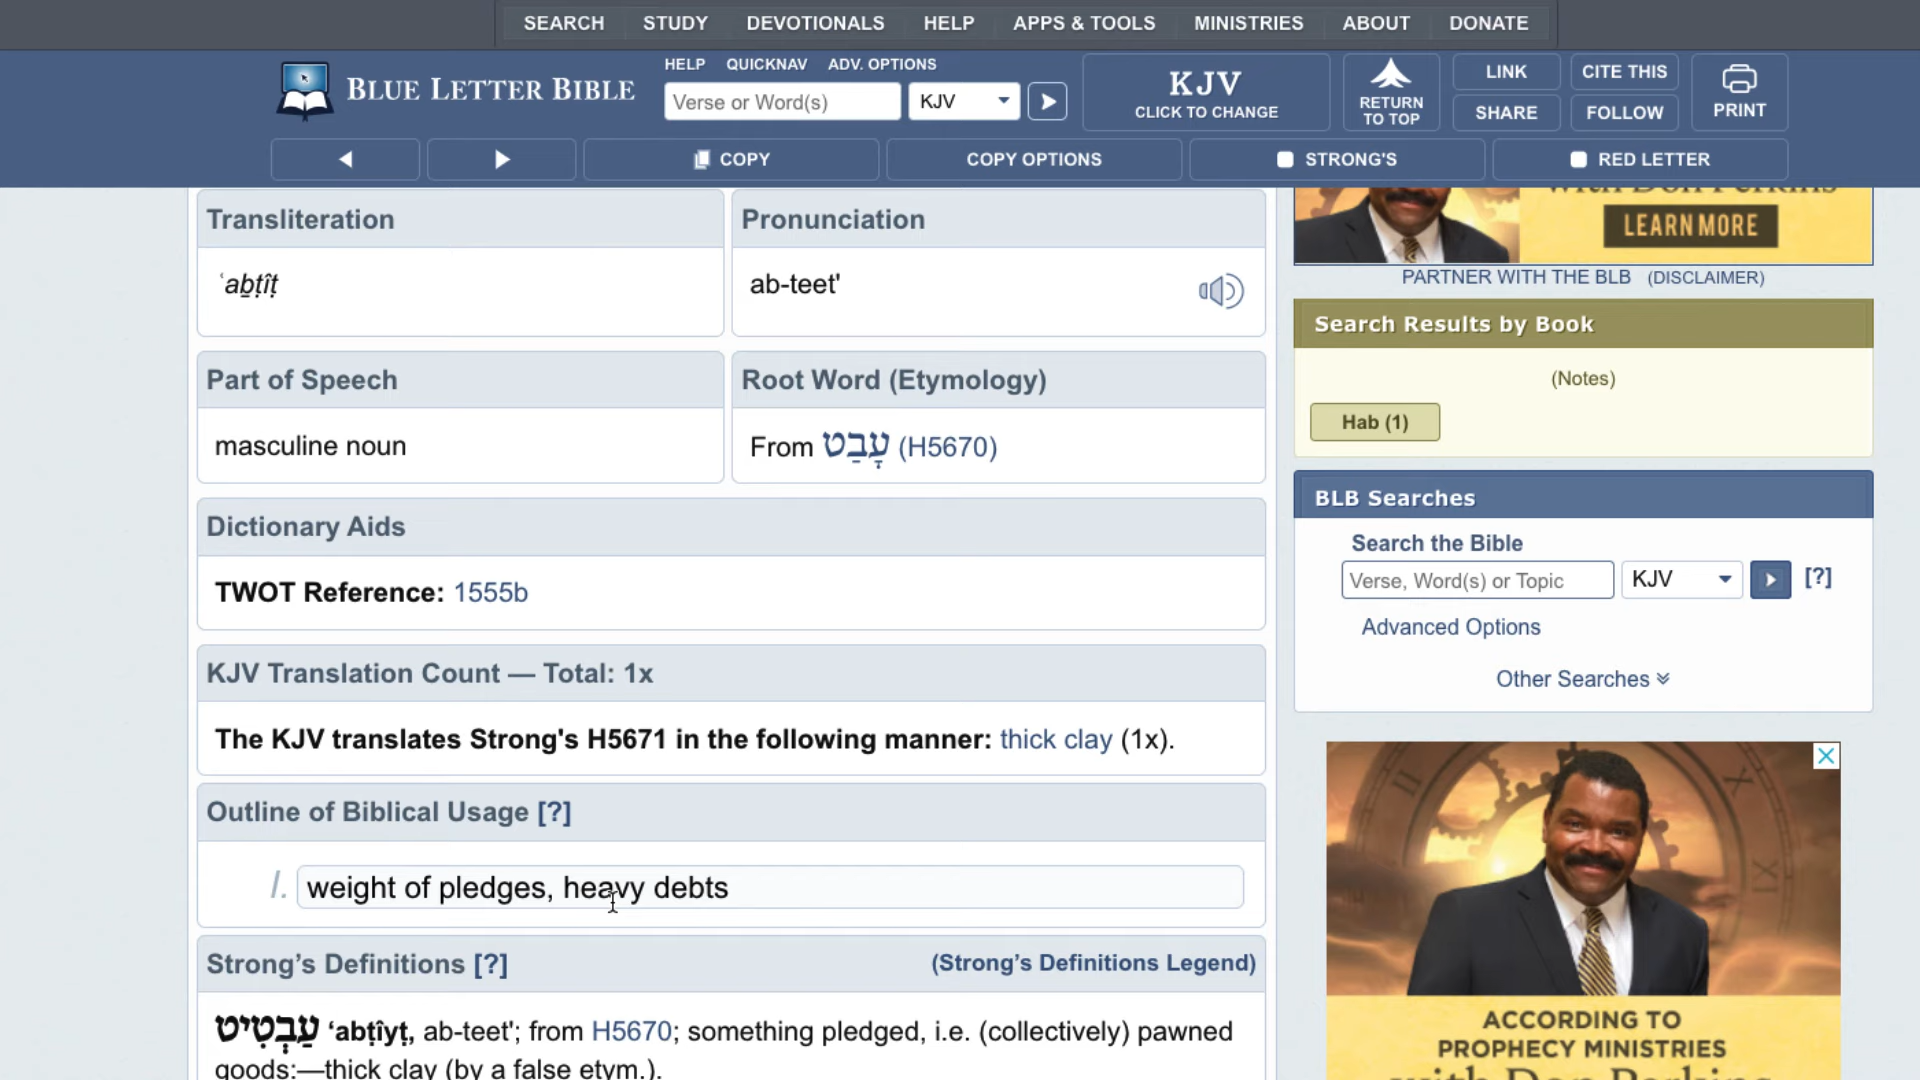 SEARCH STUDY DEVOTIONALS HELP APPS & TOOLS MINISTRIES ABOUT DONATE
BLUE LETTER BIBLE
HELP QUICKNAV ADV. OPTIONS
Verse or Word(s) KJV
KJV
CLICK TO CHANGE
RETURN
TO TOP
LINK CITE THIS
SHARE FOLLOW
PRINT
COPY COPY OPTIONS STRONG'S RED LETTER
Transliteration
ʿaḇṭîṭ
Pronunciation
ab-teet'
Part of Speech
masculine noun
Root Word (Etymology)
From עָבַט (H5670)
Dictionary Aids
TWOT Reference: 1555b
KJV Translation Count — Total: 1x
The KJV translates Strong's H5671 in the following manner: thick clay (1x).
Outline of Biblical Usage [?]
I. weight of pledges, heavy debts
Strong’s Definitions [?] (Strong’s Definitions Legend)
עַבְטִיט ʻabṭîyṭ, ab-teet'; from H5670; something pledged, i.e. (collectively) pawned
goods:—thick clay (by a false etym.).
with Don Perkins
LEARN MORE
PARTNER WITH THE BLB (DISCLAIMER)
Search Results by Book
(Notes)
Hab (1)
BLB Searches
Search the Bible
Verse, Word(s) or Topic KJV [?]
Advanced Options
Other Searches
ACCORDING TO
PROPHECY MINISTRIES
with Don Perkins